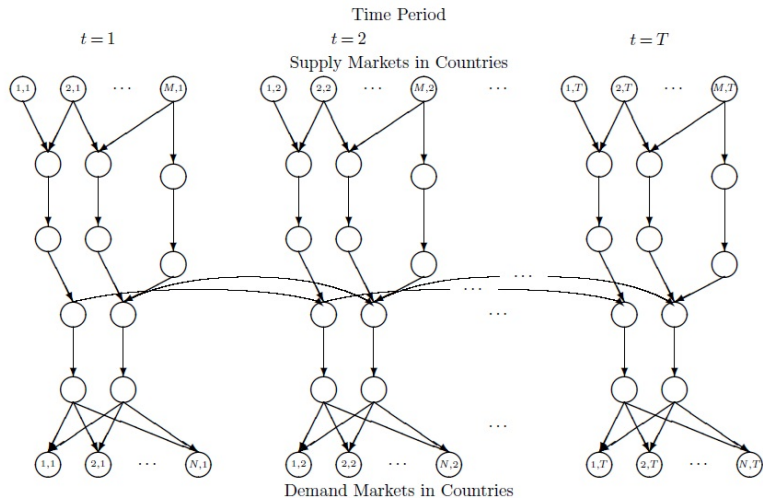 Time Period
t = 1 t = 2 t = T
Supply Markets in Countries
1,1 2,1 ... M,1 1,2 2,2 ... M,2 ... 1,T 2,T ... M,T
...
...
...
...
1,1 2,1 ... N,1 1,2 2,2 ... N,2 1,T 2,T ... N,T
Demand Markets in Countries